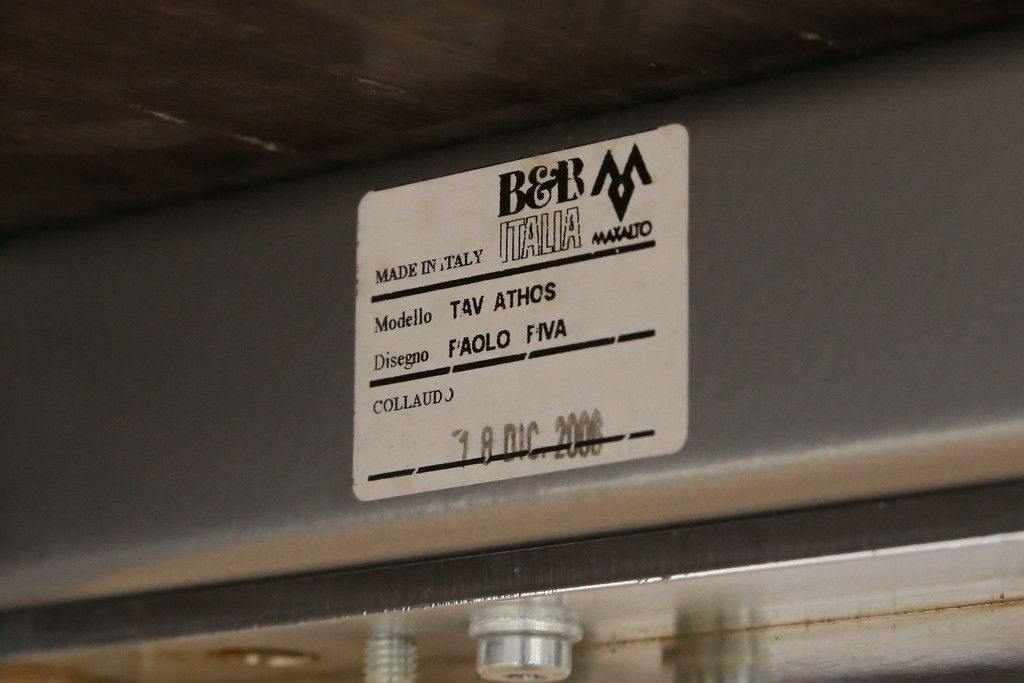 B&B
ITALIA
MAXALTO
MADE IN ITALY
Modello TAV ATHOS
Disegno PAOLO PIVA
COLLAUDO
18 DIC. 2006